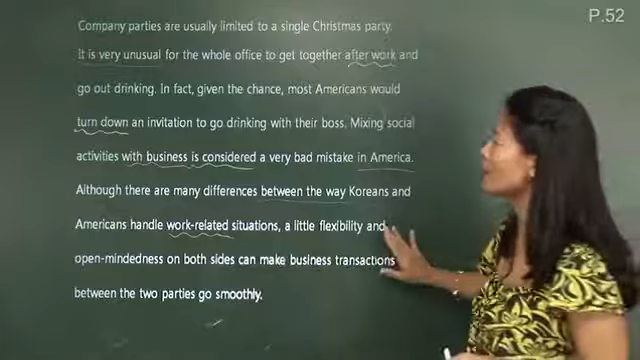 P.52
Company parties are usually limited to a single Christmas party.
It is very unusual for the whole office to get together after work and
go out drinking. In fact, given the chance, most Americans would
turn down an invitation to go drinking with their boss. Mixing social
activities with business is considered a very bad mistake in America.
Although there are many differences between the way Koreans and
Americans handle work-related situations, a little flexibility and
open-mindedness on both sides can make business transactions
between the two parties go smoothly.